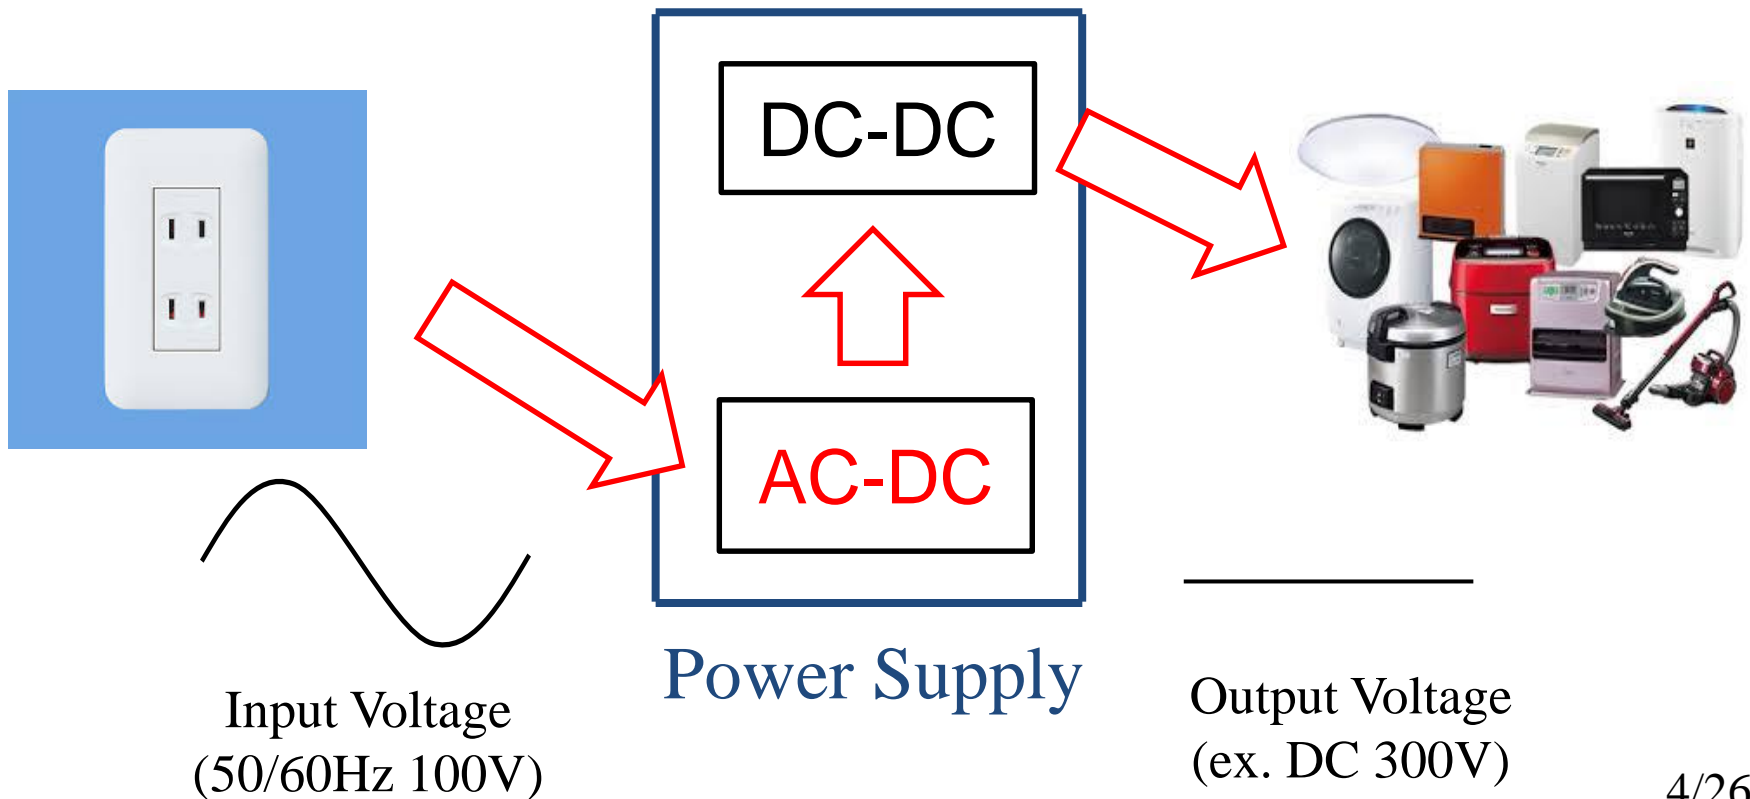 DC-DC
AC-DC
Power Supply
Input Voltage
(50/60Hz 100V)
Output Voltage
(ex. DC 300V)
4/26